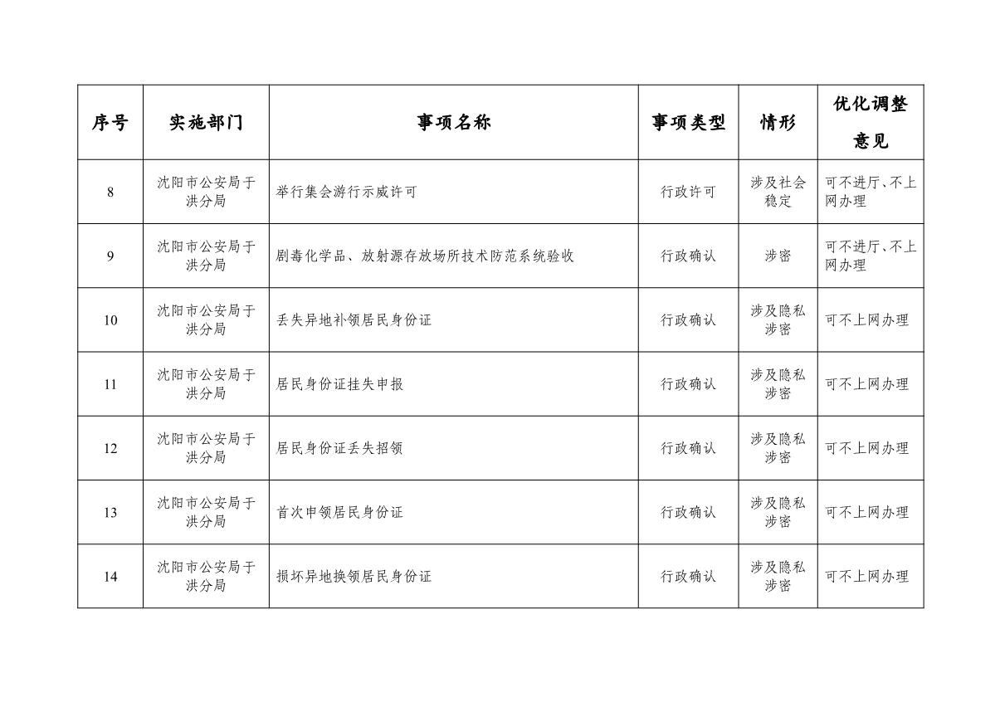 序号 实施部门 事项名称 事项类型 情形 优化调整
意见
8 沈阳市公安局于
洪分局 举行集会游行示威许可 行政许可 涉及社会
稳定 可不进厅、不上
网办理
9 沈阳市公安局于
洪分局 剧毒化学品、放射源存放场所技术防范系统验收 行政确认 涉密 可不进厅、不上
网办理
10 沈阳市公安局于
洪分局 丢失异地补领居民身份证 行政确认 涉及隐私
涉密 可不上网办理
11 沈阳市公安局于
洪分局 居民身份证挂失申报 行政确认 涉及隐私
涉密 可不上网办理
12 沈阳市公安局于
洪分局 居民身份证丢失招领 行政确认 涉及隐私
涉密 可不上网办理
13 沈阳市公安局于
洪分局 首次申领居民身份证 行政确认 涉及隐私
涉密 可不上网办理
14 沈阳市公安局于
洪分局 损坏异地换领居民身份证 行政确认 涉及隐私
涉密 可不上网办理